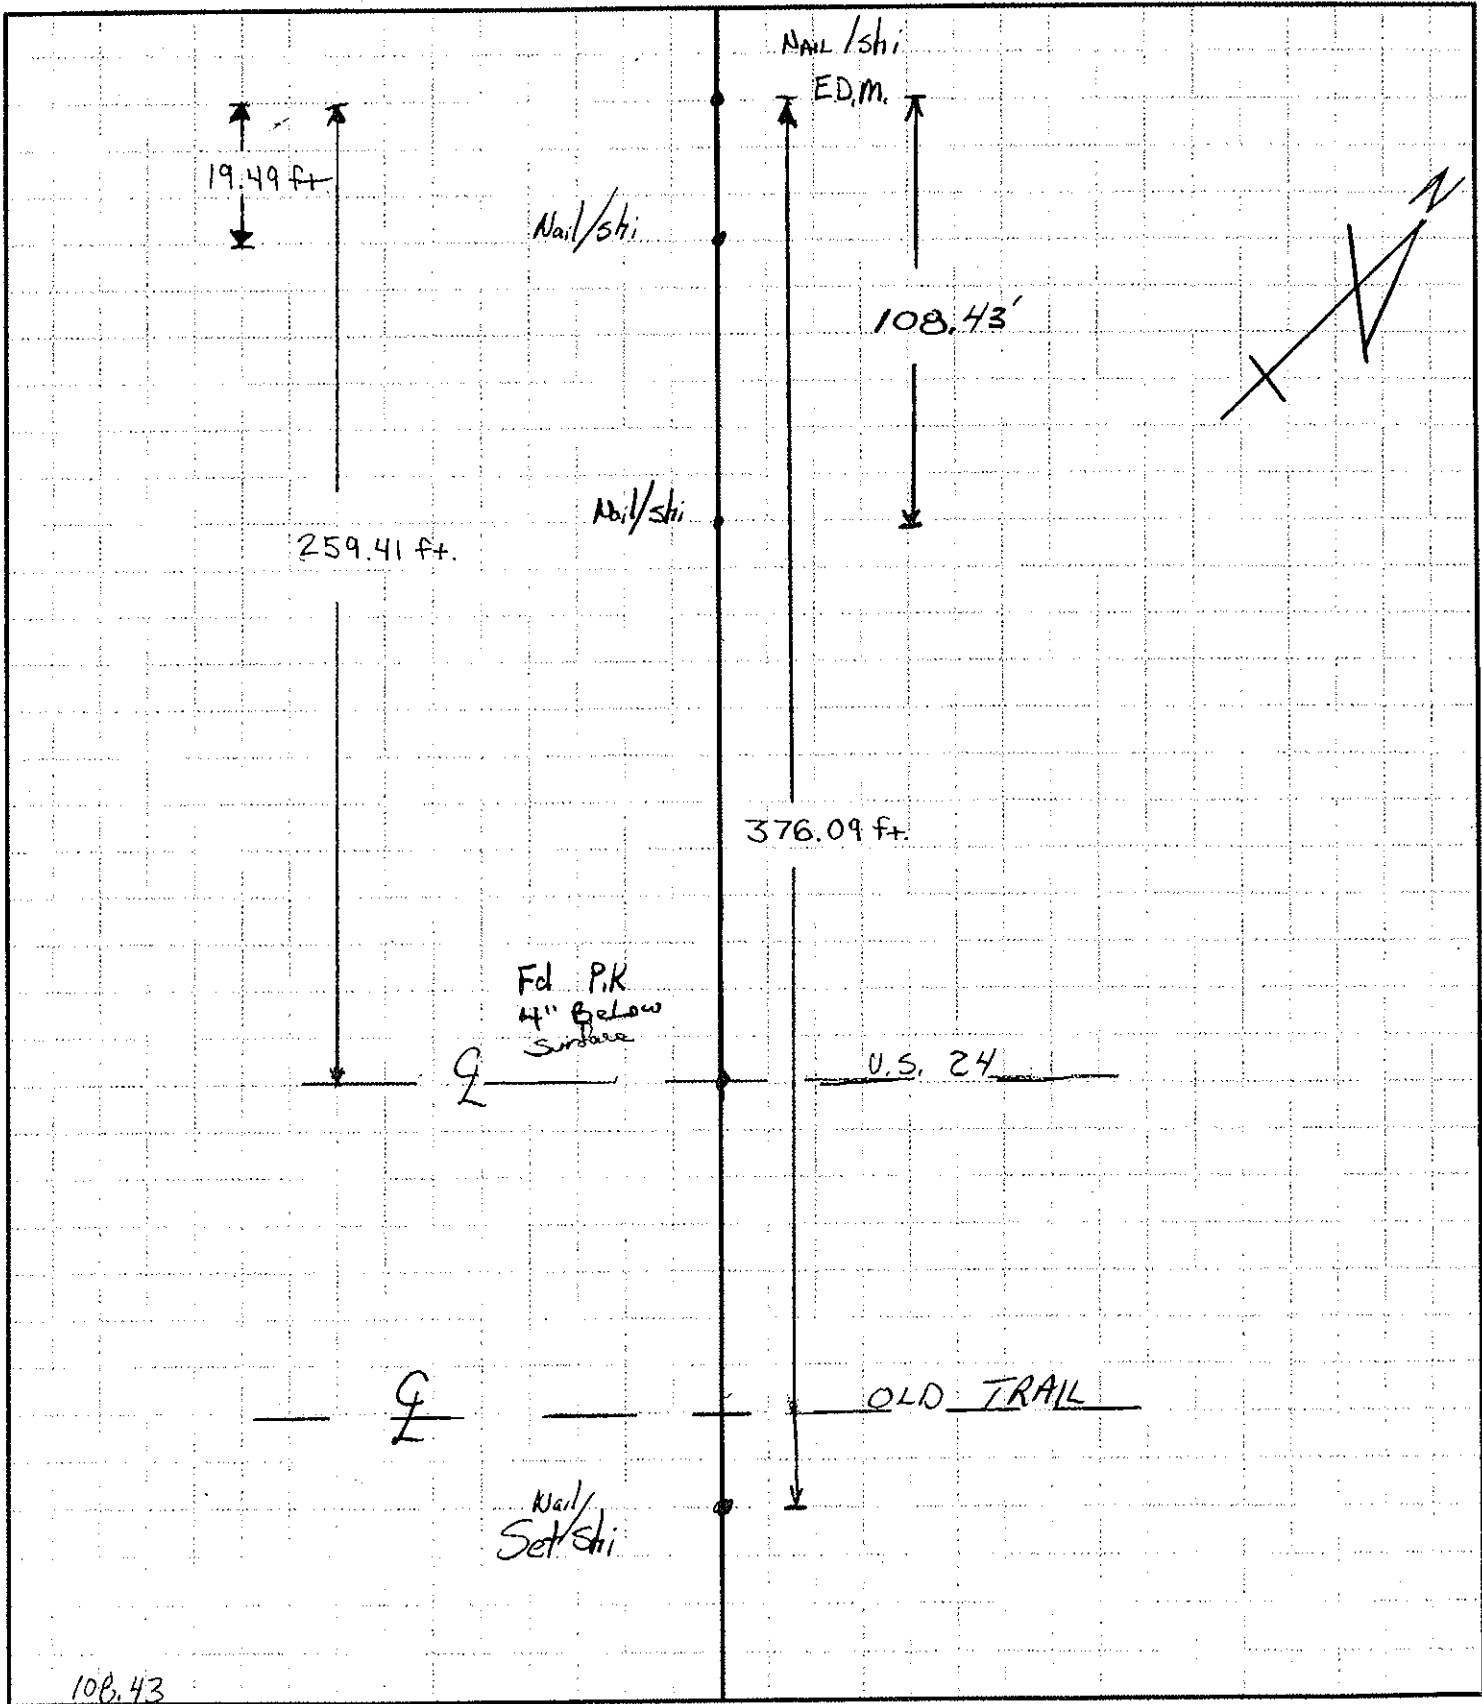 NAIL /shi
E.D.M.
N
19.49 ft
Nail/shi
108.43'
Nail/shi
259.41 ft.
376.09 ft.
Fd P.K
4" Below
Surface
℄ U.S. 24
℄ OLD TRAIL
Nail/
Set/shi
108.43